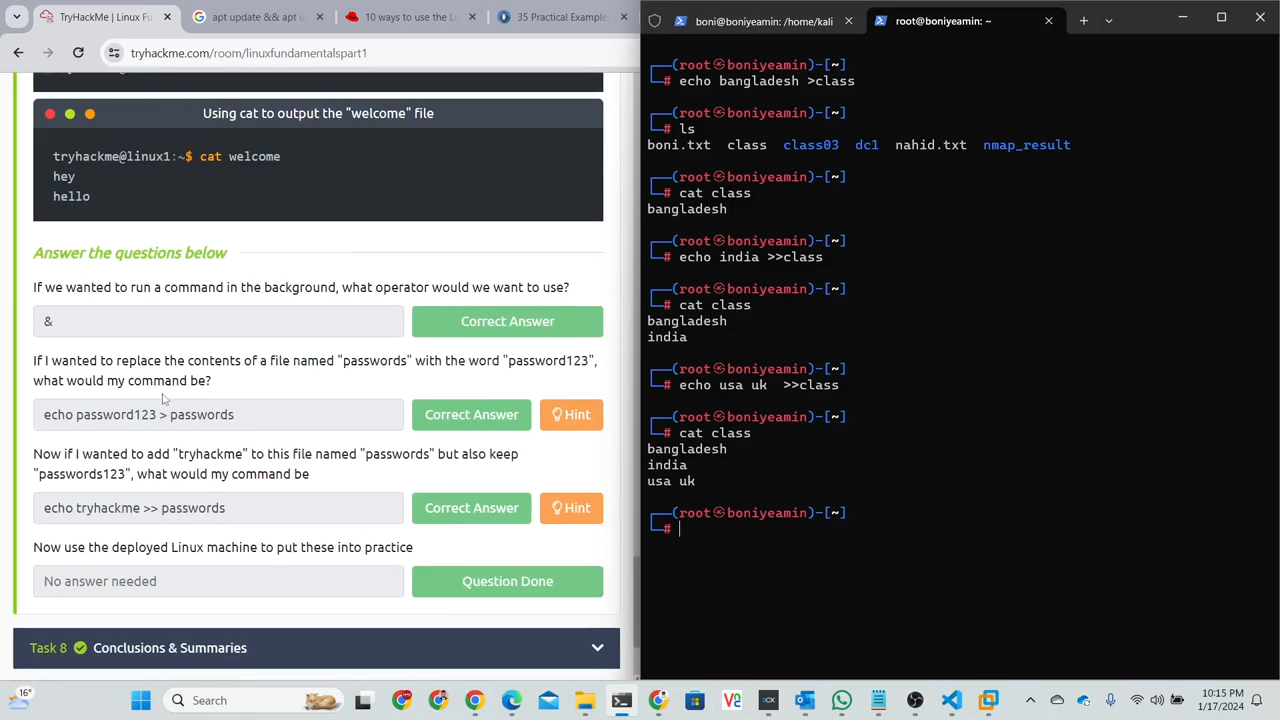 TryHackMe | Linux Fu
apt update && apt u
10 ways to use the Li
35 Practical Example
tryhackme.com/room/linuxfundamentalspart1
Using cat to output the "welcome" file
tryhackme@linux1:~$ cat welcome
hey
hello
Answer the questions below
If we wanted to run a command in the background, what operator would we want to use?
&
Correct Answer
If I wanted to replace the contents of a file named "passwords" with the word "password123",
what would my command be?
echo password123 > passwords
Correct Answer
Hint
Now if I wanted to add "tryhackme" to this file named "passwords" but also keep
"passwords123", what would my command be
echo tryhackme >> passwords
Correct Answer
Hint
Now use the deployed Linux machine to put these into practice
No answer needed
Question Done
Task 8 Conclusions & Summaries
boni@boniyeamin: /home/kali
root@boniyeamin: ~
(root㉿boniyeamin)-[~]
# echo bangladesh >class
(root㉿boniyeamin)-[~]
# ls
boni.txt class class03 dc1 nahid.txt nmap_result
(root㉿boniyeamin)-[~]
# cat class
bangladesh
(root㉿boniyeamin)-[~]
# echo india >>class
(root㉿boniyeamin)-[~]
# cat class
bangladesh
india
(root㉿boniyeamin)-[~]
# echo usa uk  >>class
(root㉿boniyeamin)-[~]
# cat class
bangladesh
india
usa uk
(root㉿boniyeamin)-[~]
#
16°
Search
10:15 PM
1/17/2024